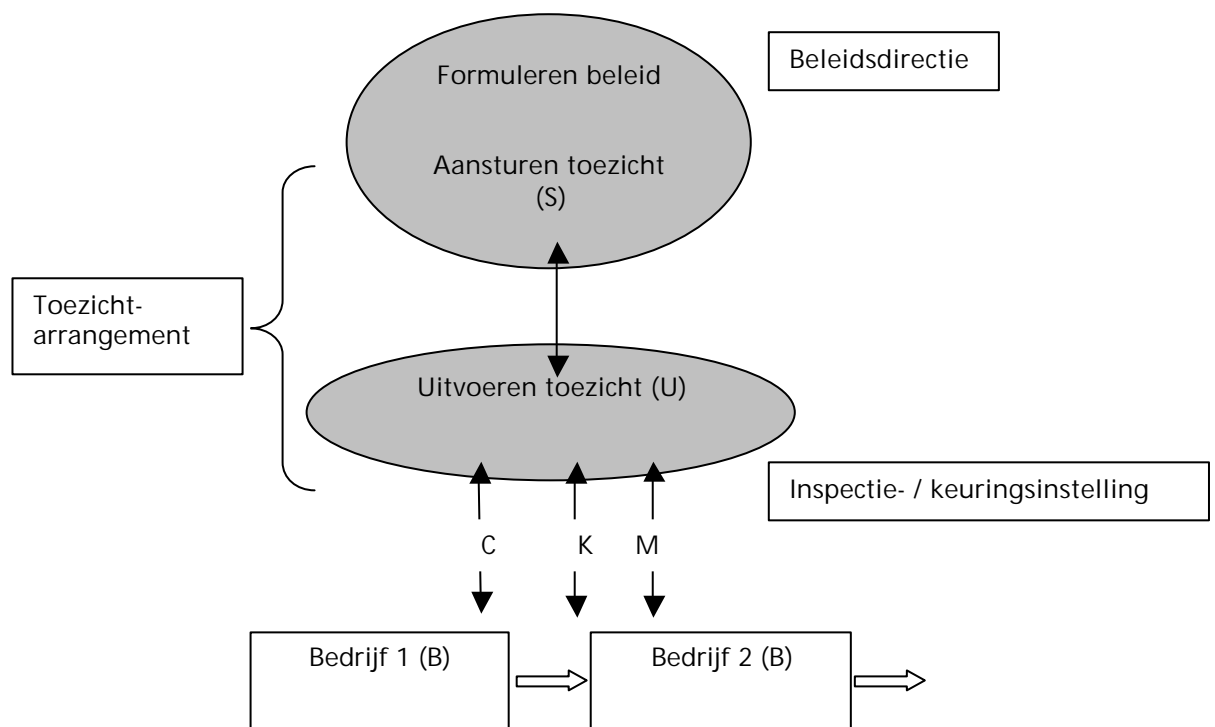 Formuleren beleid
Beleidsdirectie
Aansturen toezicht
(S)
Toezicht-
arrangement
Uitvoeren toezicht (U)
Inspectie- / keuringsinstelling
C K M
Bedrijf 1 (B)
Bedrijf 2 (B)